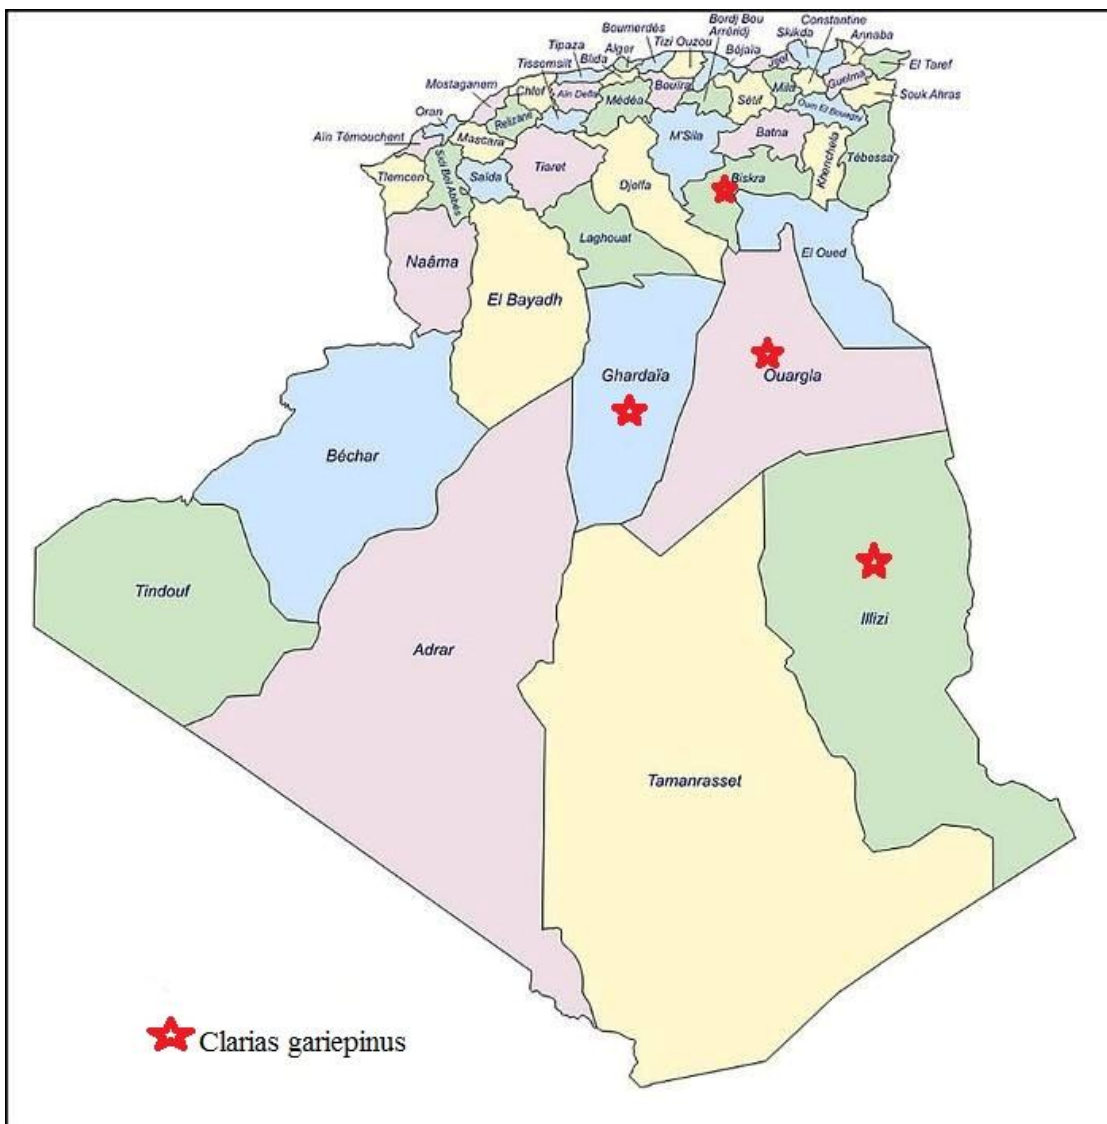 Bordj Bou
Arréridj
Constantine
Boumerdès
Tizi Ouzou
Skikda
Annaba
Tipaza
Alger
Béjaïa
Jijel
Tissemsilt
Blida
El Taref
Mostaganem
Chlef
Aïn Defla
Médéa
Bouira
Sétif
Mila
Guelma
Souk Ahras
Oran
Relizane
Oum El Bouaghi
Aïn Témouchent
Mascara
M'Sila
Batna
Khenchela
Tébessa
Tlemcen
Sidi Bel Abbes
Saïda
Tiaret
Djelfa
Biskra
Laghouat
El Oued
Naâma
El Bayadh
Ghardaïa
Ouargla
Béchar
Tindouf
Illizi
Adrar
Tamanrasset
Clarias gariepinus